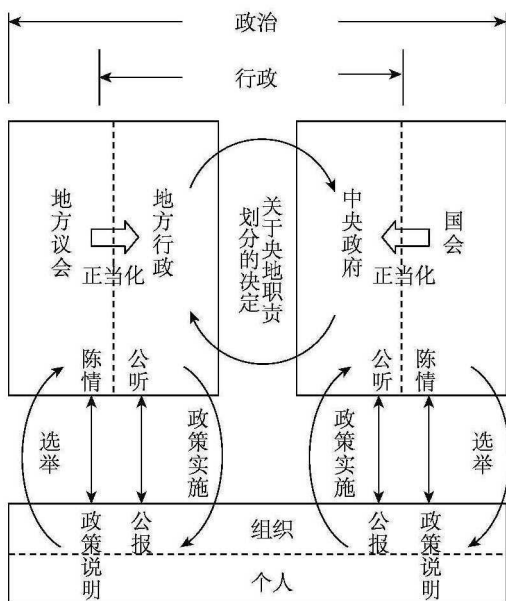 政治
行政
地方议会
地方行政
正当化
关于央地职责
划分的决定
中央政府
国会
正当化
陈情
公听
公听
陈情
选举
政策实施
政策实施
选举
政策说明
公报
组织
公报
政策说明
个人